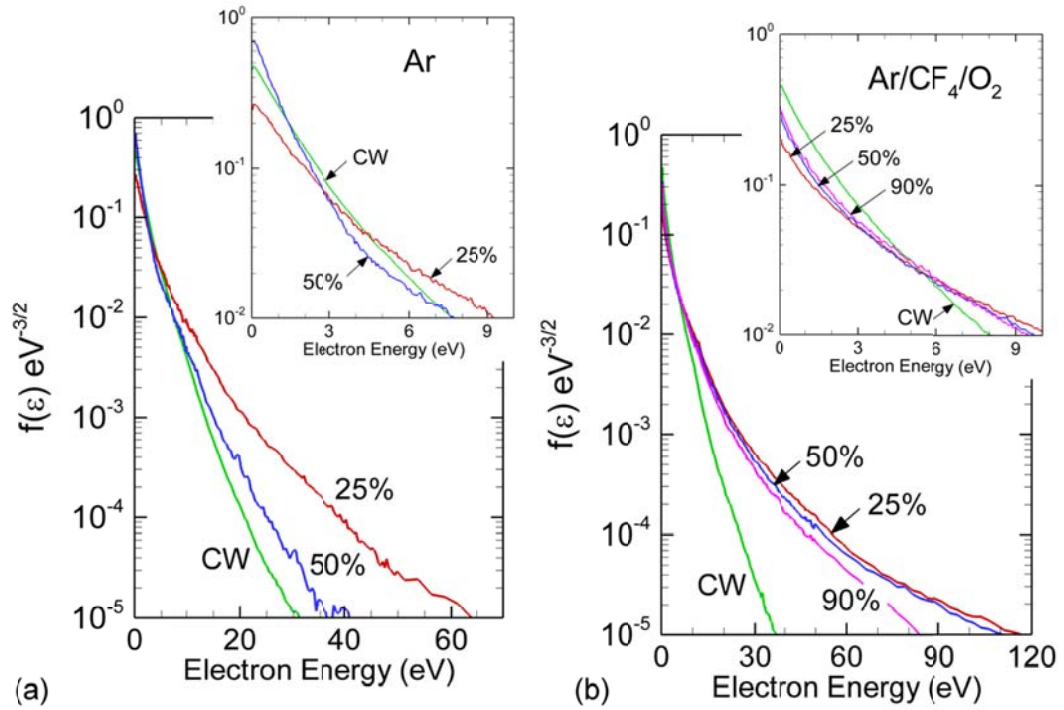 10⁰
Ar
CW
10⁻¹
25%
50%
10⁻²
0 3 6 9
Electron Energy (eV)
10⁰
10⁻¹
10⁻²
10⁻³
10⁻⁴
10⁻⁵
f(ε) eV⁻³/²
25%
50%
CW
0 20 40 60
Electron Energy (eV)
(a)
10⁰
Ar/CF₄/O₂
25%
50%
90%
10⁻¹
CW
10⁻²
0 3 6 9
Electron Energy (eV)
10⁰
10⁻¹
10⁻²
10⁻³
10⁻⁴
10⁻⁵
f(ε) eV⁻³/²
50%
25%
CW
90%
0 30 60 90 120
Electron Energy (eV)
(b)